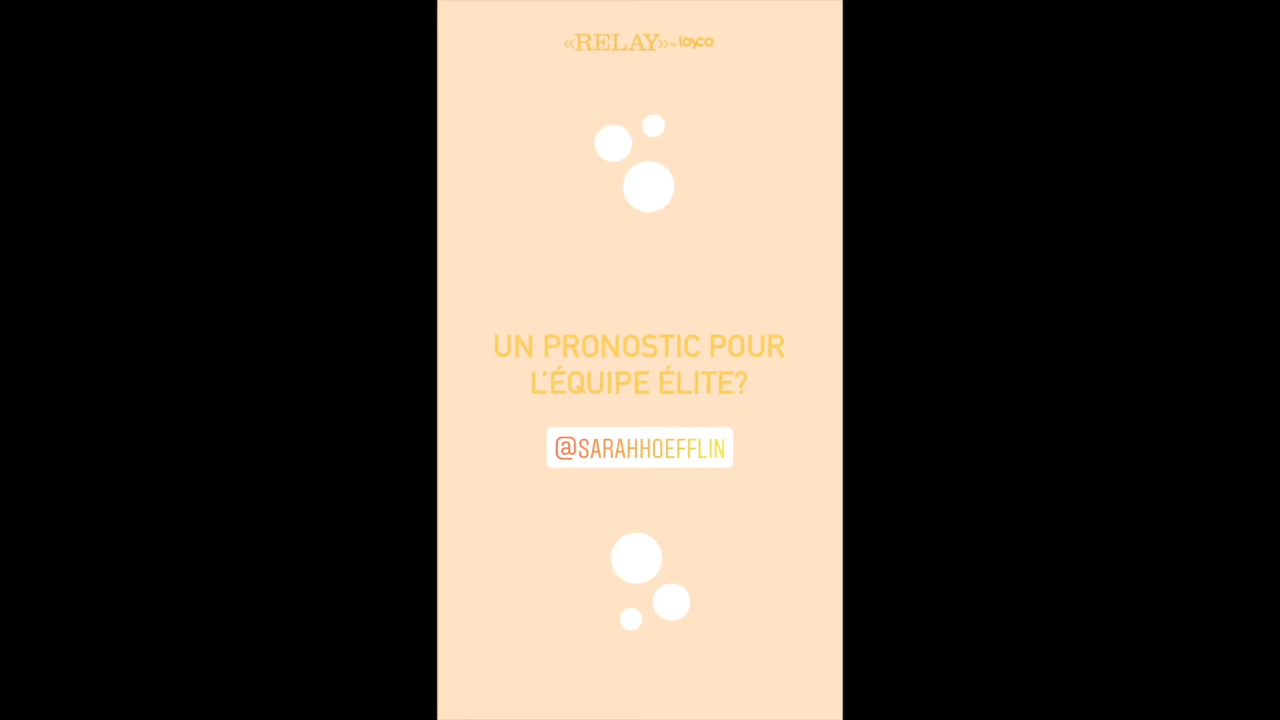 «RELAY» by loyco
UN PRONOSTIC POUR
L'ÉQUIPE ÉLITE?
@SARAHHOEFFLIN